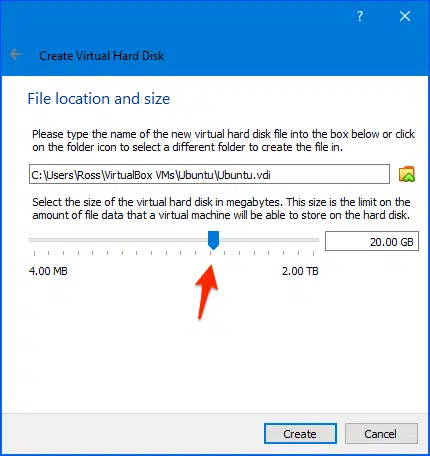 ?
Create Virtual Hard Disk
File location and size
Please type the name of the new virtual hard disk file into the box below or click
on the folder icon to select a different folder to create the file in.
C:\Users\Ross\VirtualBox VMs\Ubuntu\Ubuntu.vdi
Select the size of the virtual hard disk in megabytes. This size is the limit on the
amount of file data that a virtual machine will be able to store on the hard disk.
20.00 GB
4.00 MB 2.00 TB
Create Cancel